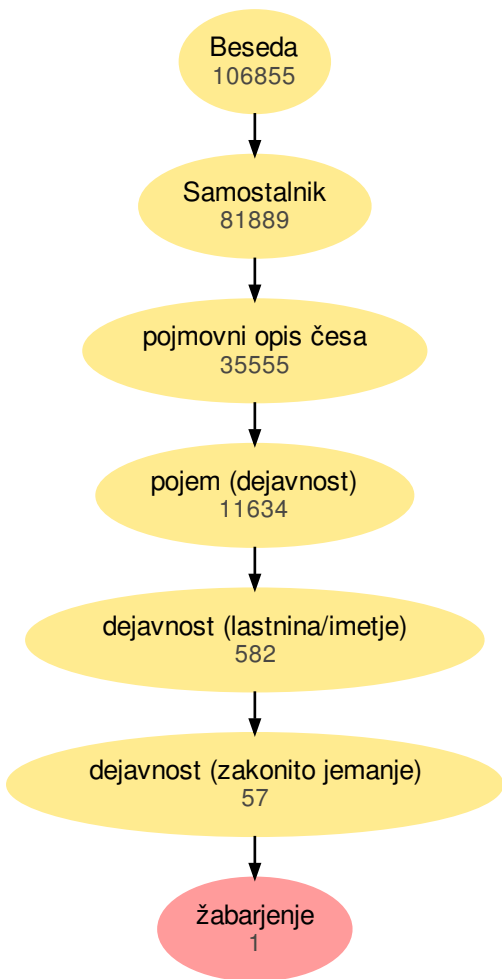 Beseda
106855
Samostalnik
81889
pojmovni opis česa
35555
pojem (dejavnost)
11634
dejavnost (lastnina/imetje)
582
dejavnost (zakonito jemanje)
57
žabarjenje
1